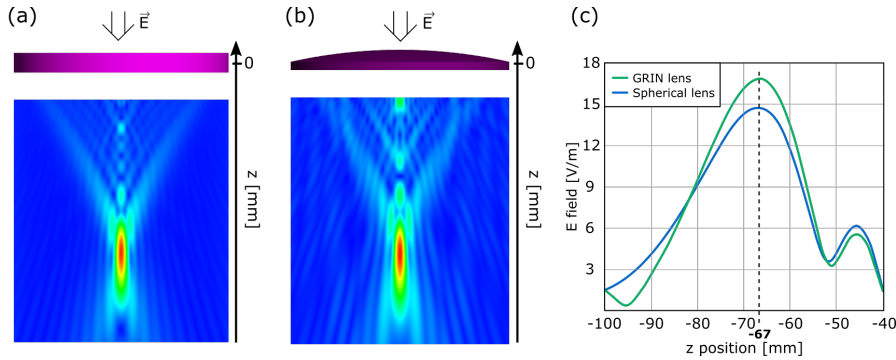 (a)
E
0
z [mm]
(b)
E
0
z [mm]
(c)
GRIN lens
Spherical lens
E field [V/m]
18
15
12
9
6
3
-100 -90 -80 -70 -60 -50 -40
-67
z position [mm]